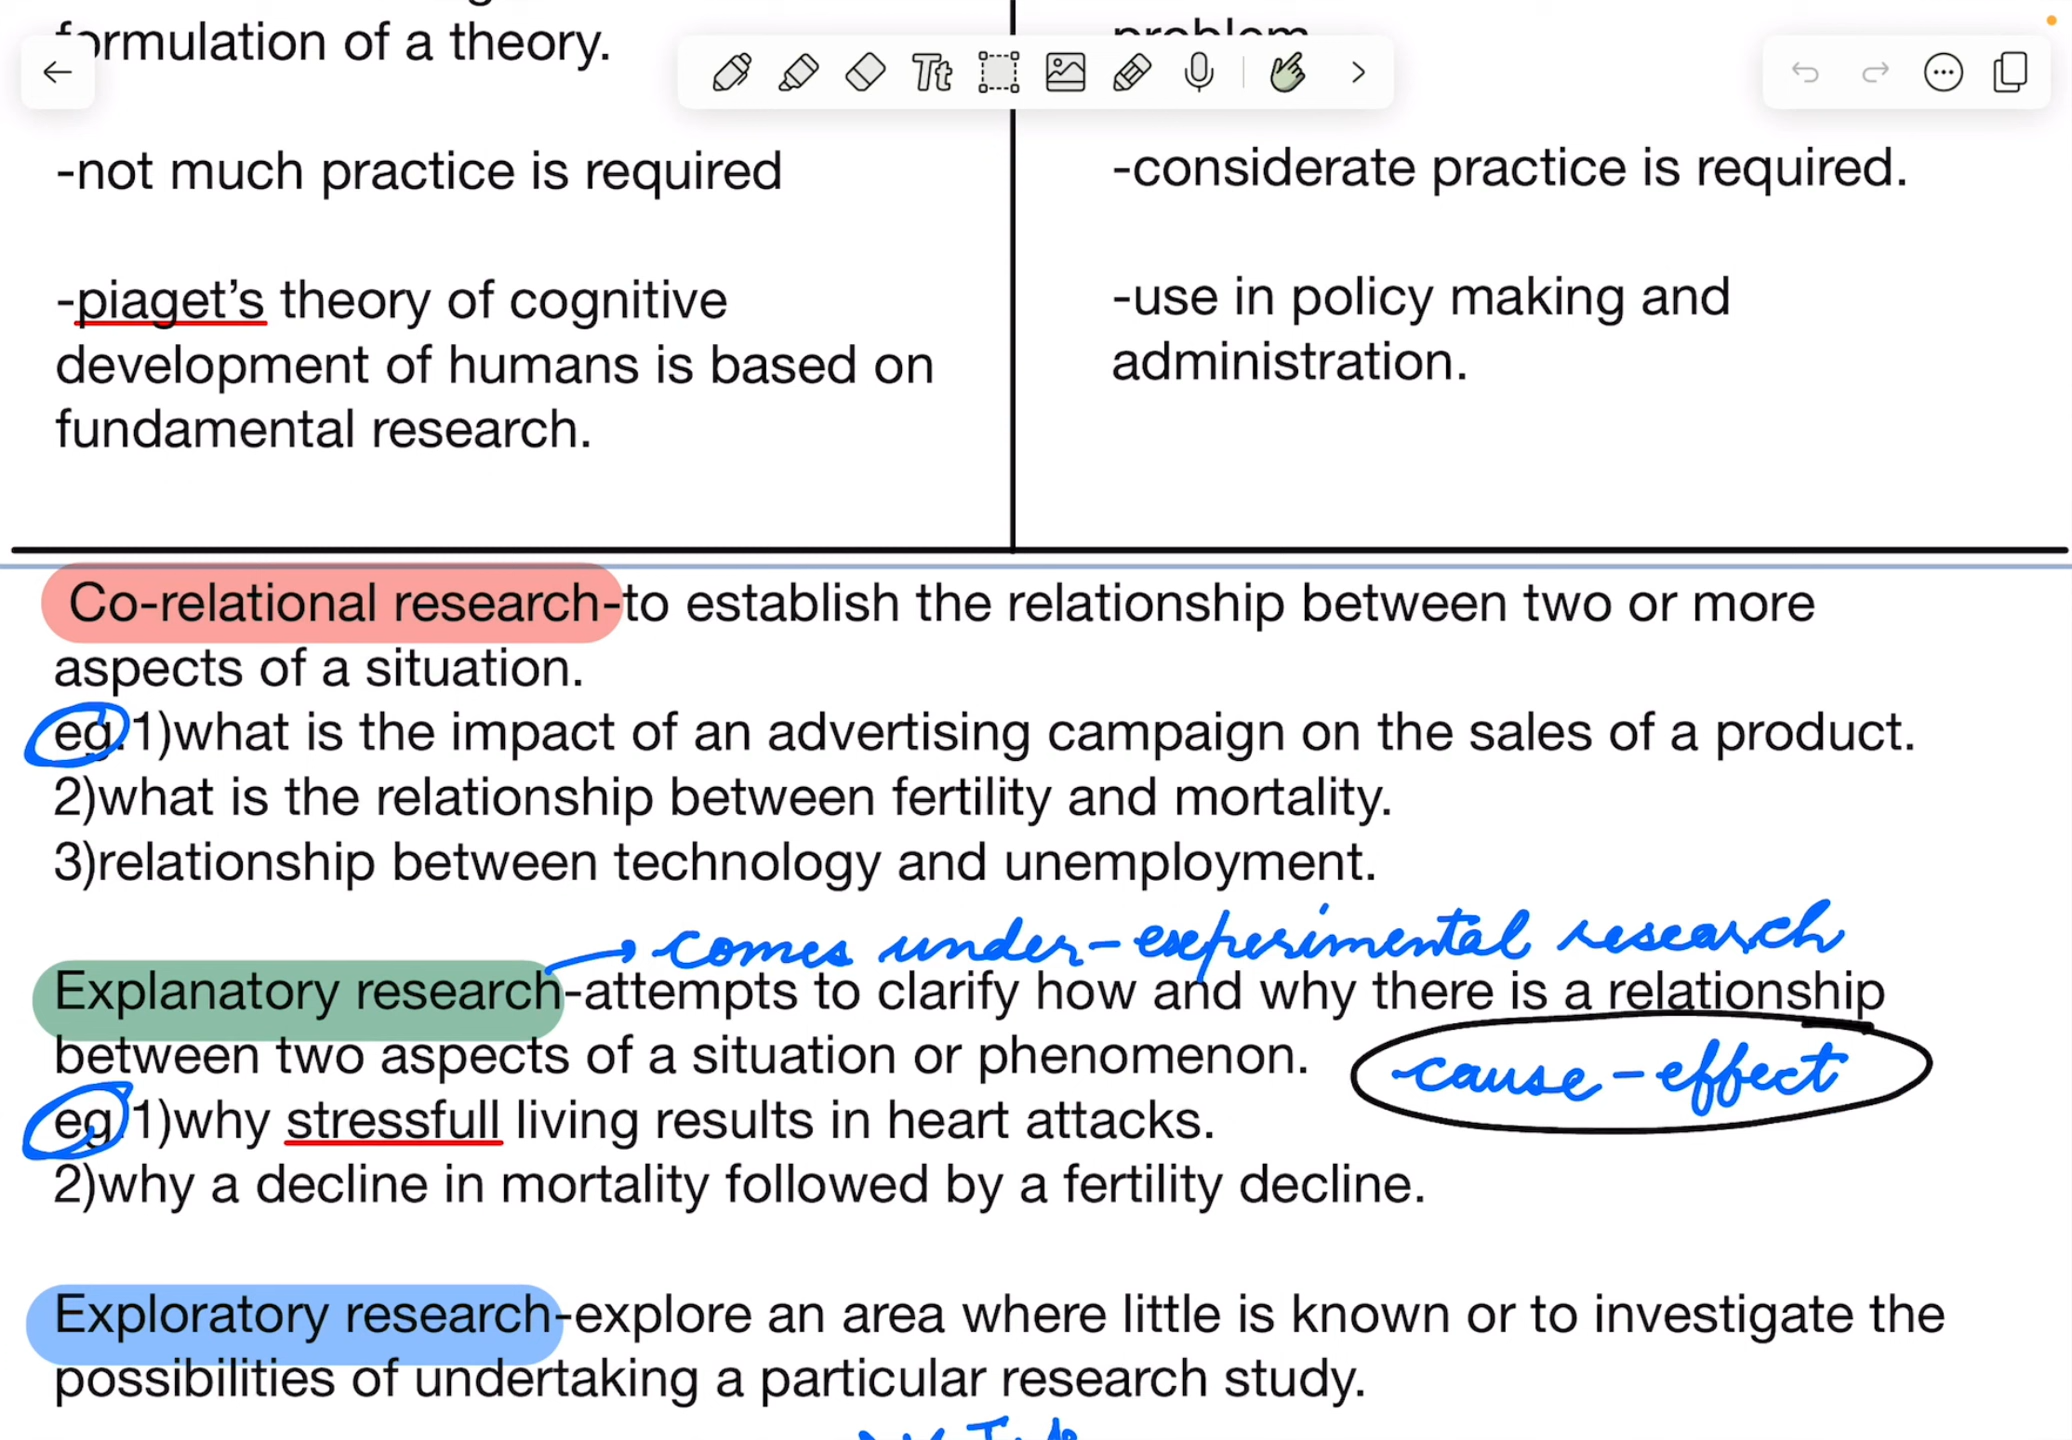 formulation of a theory.
problem
Tt
-not much practice is required
-piaget's theory of cognitive
development of humans is based on
fundamental research.
-considerate practice is required.
-use in policy making and
administration.
Co-relational research-to establish the relationship between two or more
aspects of a situation.
eg.1)what is the impact of an advertising campaign on the sales of a product.
2)what is the relationship between fertility and mortality.
3)relationship between technology and unemployment.
comes under-experimental research
Explanatory research-attempts to clarify how and why there is a relationship
between two aspects of a situation or phenomenon.
cause-effect
eg.1)why stressfull living results in heart attacks.
2)why a decline in mortality followed by a fertility decline.
Exploratory research-explore an area where little is known or to investigate the
possibilities of undertaking a particular research study.